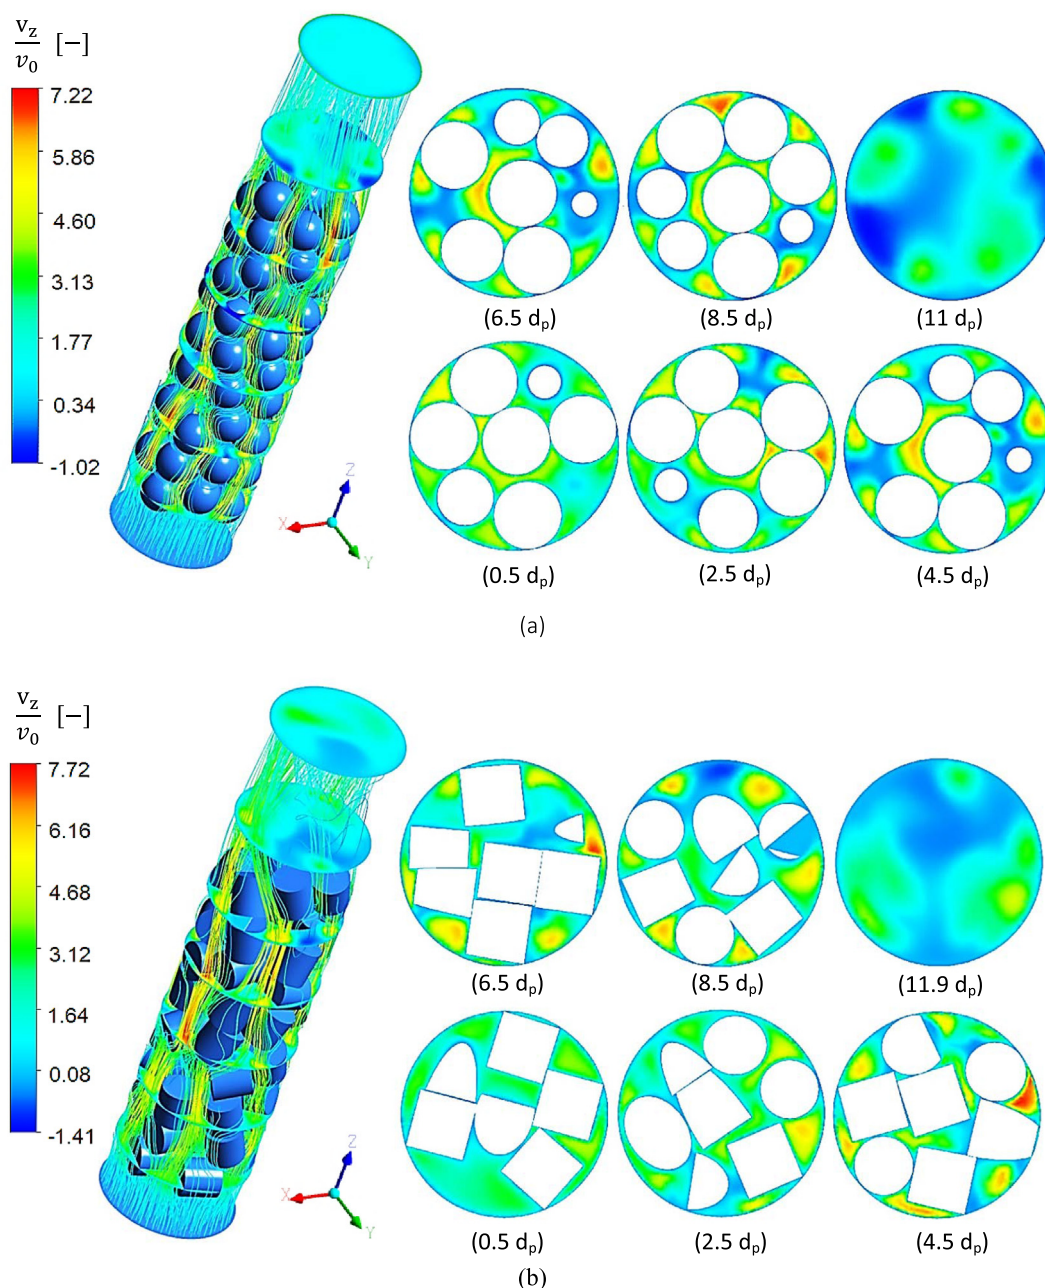 v_z/v_0 [−]
7.22
5.86
4.60
3.13
1.77
0.34
-1.02
Z
X
Y
(6.5 d_p)
(8.5 d_p)
(11 d_p)
(0.5 d_p)
(2.5 d_p)
(4.5 d_p)
(a)
v_z/v_0 [−]
7.72
6.16
4.68
3.12
1.64
0.08
-1.41
Z
X
Y
(6.5 d_p)
(8.5 d_p)
(11.9 d_p)
(0.5 d_p)
(2.5 d_p)
(4.5 d_p)
(b)